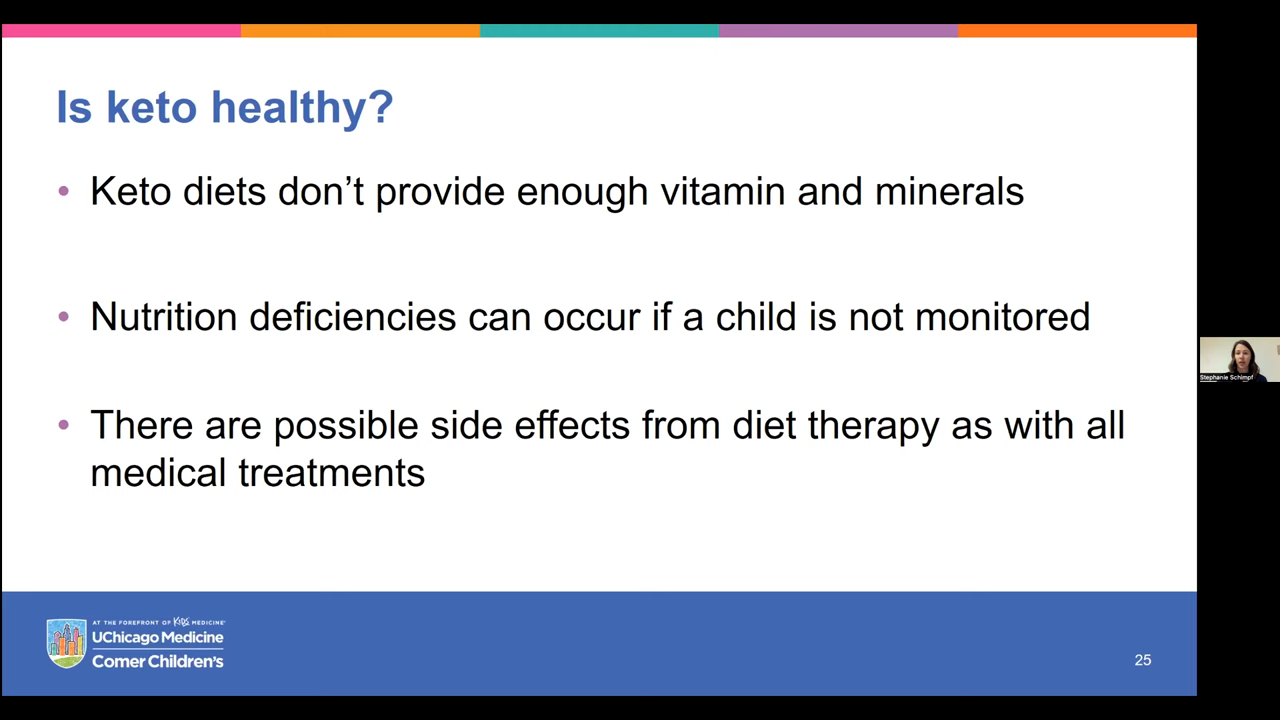 Is keto healthy?
• Keto diets don’t provide enough vitamin and minerals
• Nutrition deficiencies can occur if a child is not monitored
• There are possible side effects from diet therapy as with all
medical treatments
Stephanie Schimpf
AT THE FOREFRONT OF KIDS MEDICINE®
UChicago Medicine
Comer Children’s
25